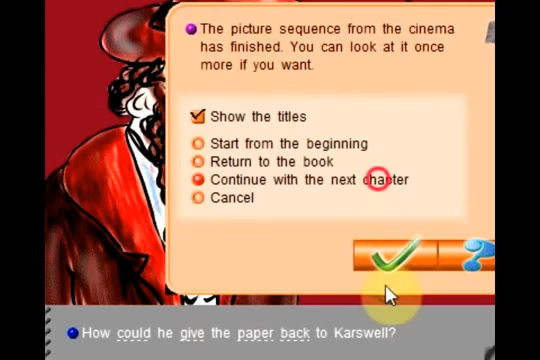 The picture sequence from the cinema
has finished. You can look at it once
more if you want.
Show the titles
Start from the beginning
Return to the book
Continue with the next chapter
Cancel
How could he give the paper back to Karswell?